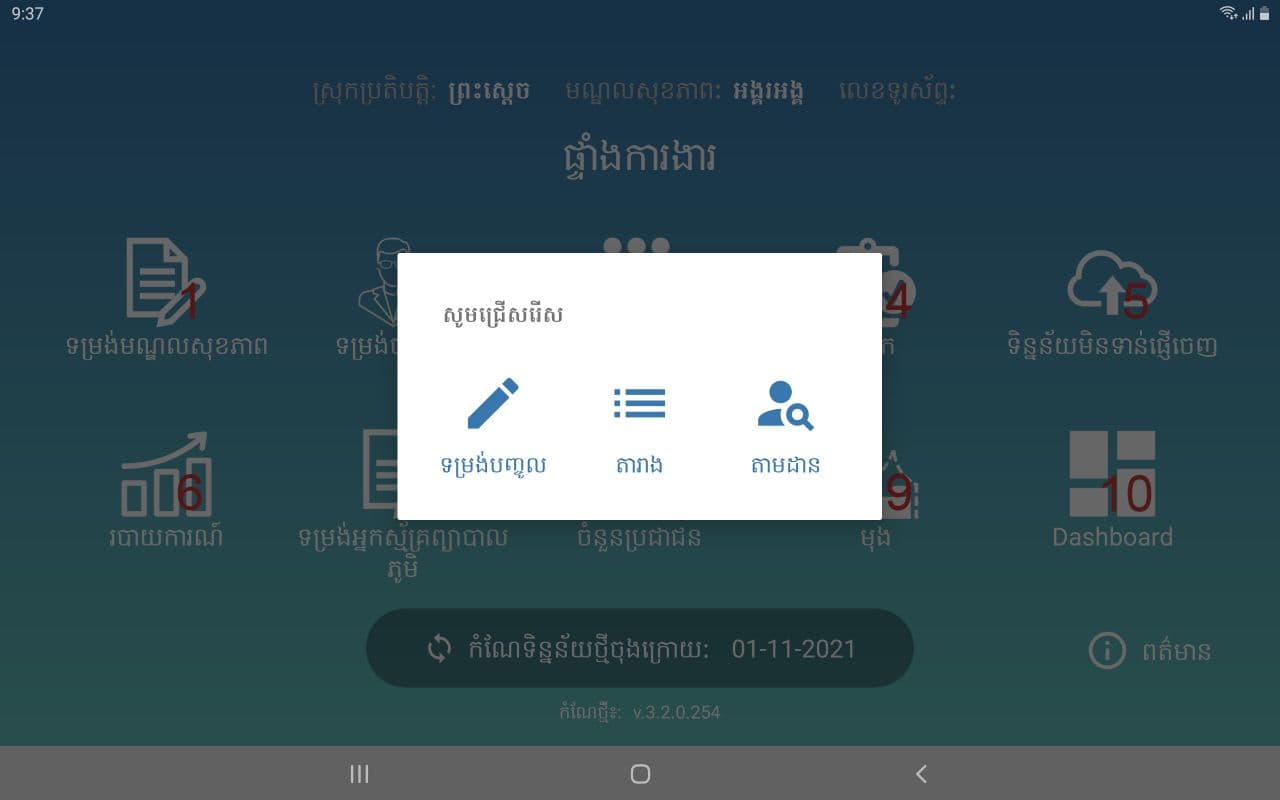 9:37
ស្រុកប្រតិបត្តិ: ព្រះស្ដេច មណ្ឌលសុខភាព: អង្គរអង្គ លេខទូរស័ព្ទ:
ផ្ទាំងការងារ
1
4
5
ទម្រង់មណ្ឌលសុខភាព
ទិន្នន័យមិនទាន់ផ្ញើចេញ
សូមជ្រើសរើស
ទម្រង់បញ្ចូល
តារាង
តាមដាន
6
9
10
របាយការណ៍
ទម្រង់អ្នកស្ម័គ្រព្យាបាល
ភូមិ
ចំនួនប្រជាជន
មុង
Dashboard
កំណែទិន្នន័យថ្មីចុងក្រោយ: 01-11-2021
ព័ត៌មាន
កំណែថ្មី៖: v.3.2.0.254